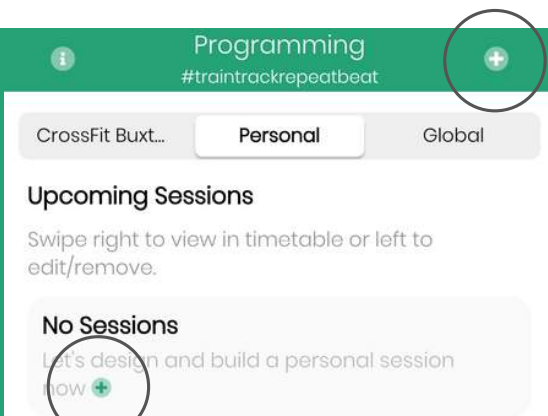 Programming
#traintrackrepeatbeat
CrossFit Buxt... Personal Global
Upcoming Sessions
Swipe right to view in timetable or left to
edit/remove.
No Sessions
Let's design and build a personal session
now